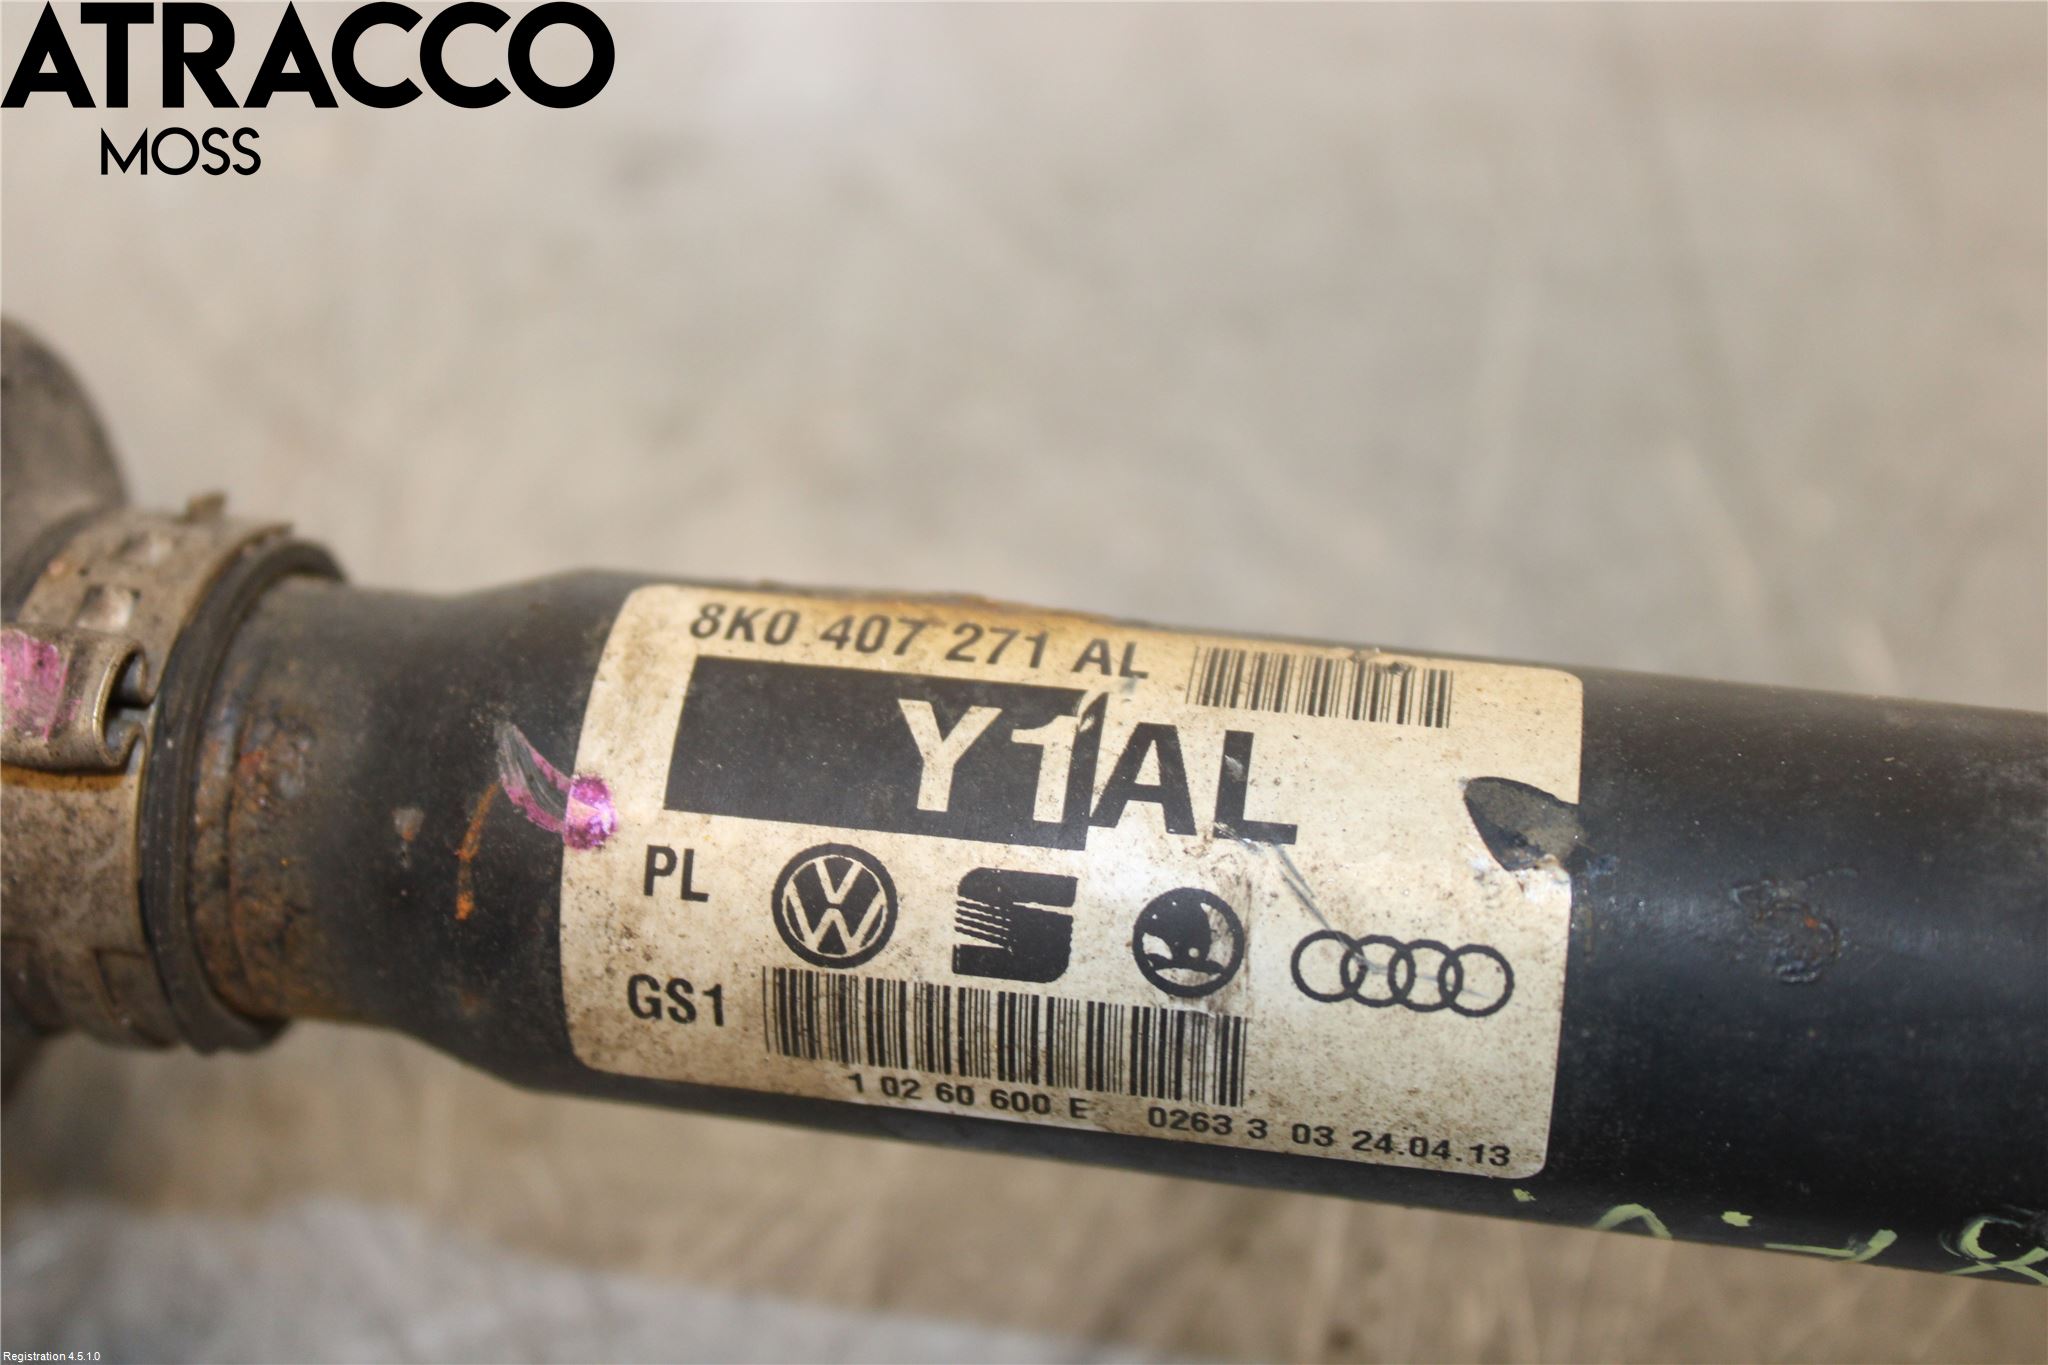 ATRACCO
MOSS
8K0 407 271 AL
Y1AL
PL
GS1
1 02 60 600 E 0263 3 03 24.04.13
Registration 4.5.1.0